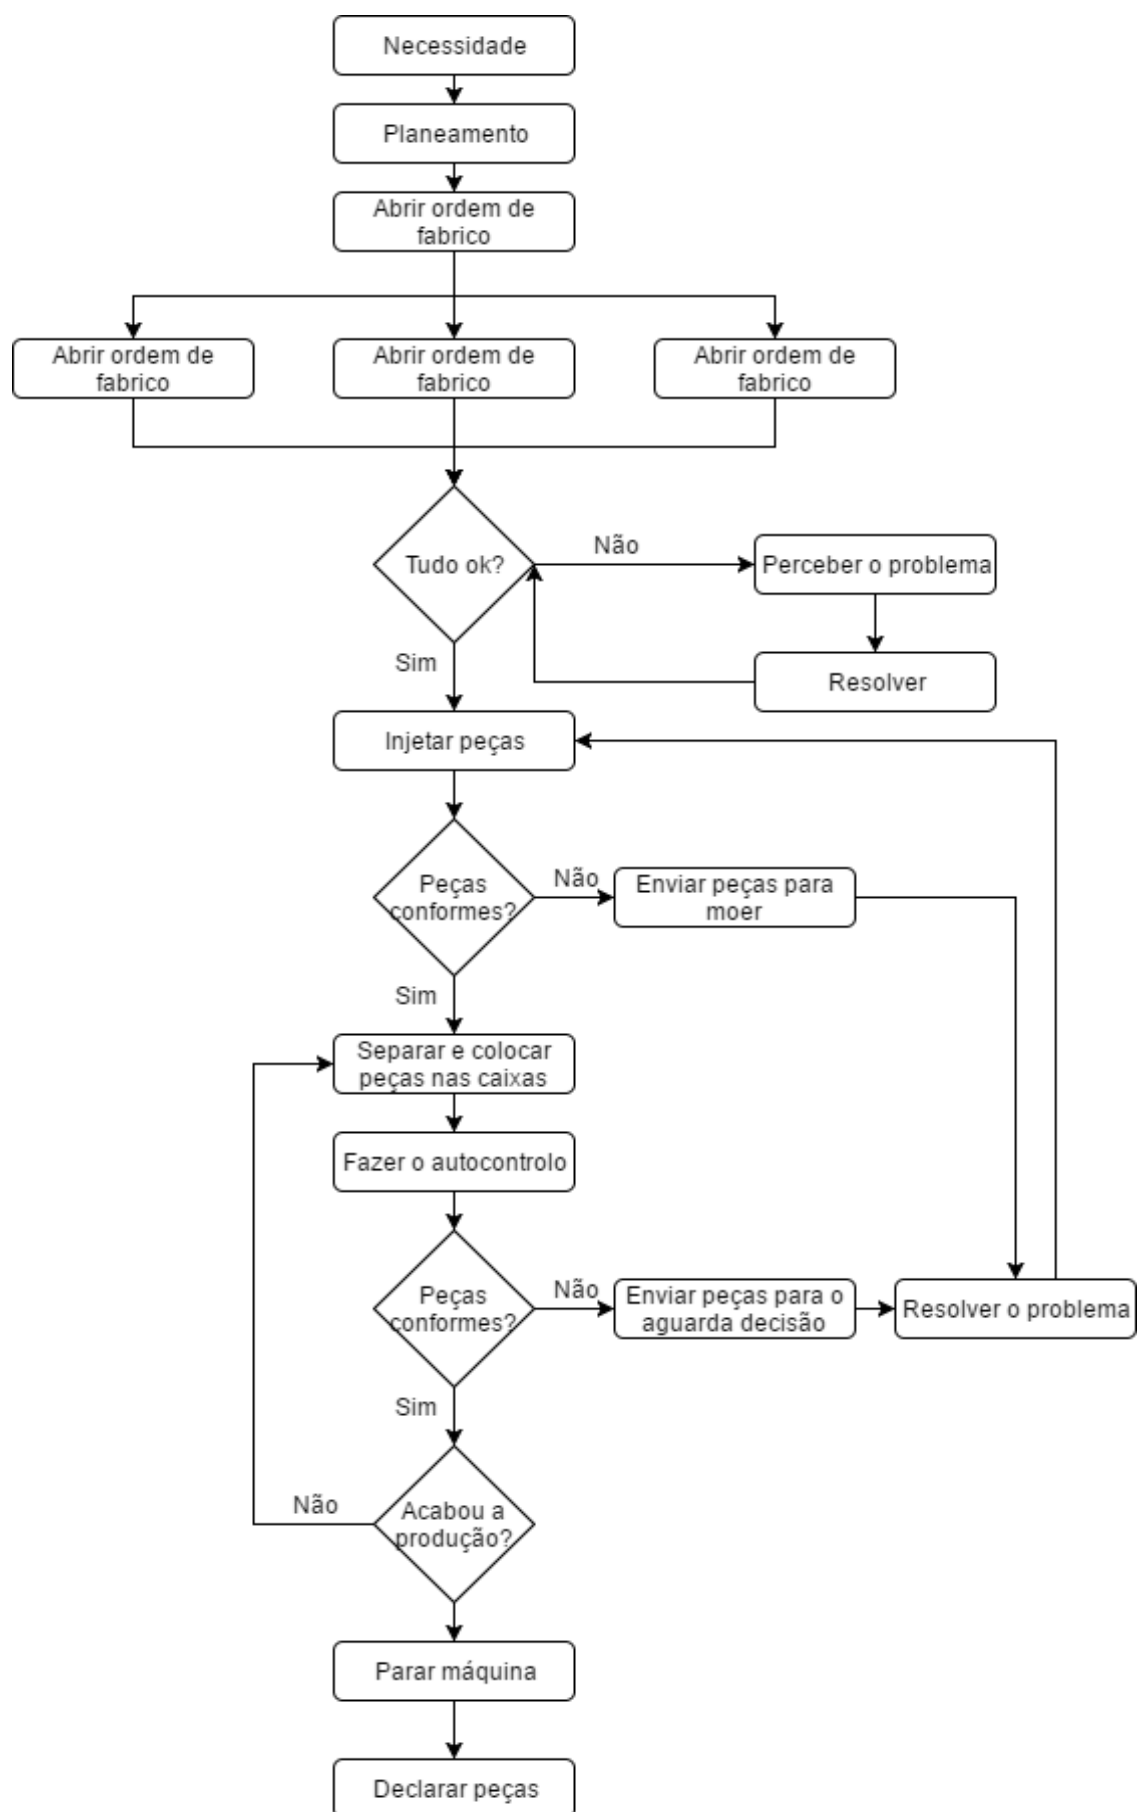 Necessidade
Planeamento
Abrir ordem de
fabrico
Abrir ordem de
fabrico
Abrir ordem de
fabrico
Abrir ordem de
fabrico
Tudo ok?
Não
Perceber o problema
Sim
Resolver
Injetar peças
Peças
conformes?
Não
Enviar peças para
moer
Sim
Separar e colocar
peças nas caixas
Fazer o autocontrolo
Peças
conformes?
Não
Enviar peças para o
aguarda decisão
Resolver o problema
Sim
Não
Acabou a
produção?
Parar máquina
Declarar peças